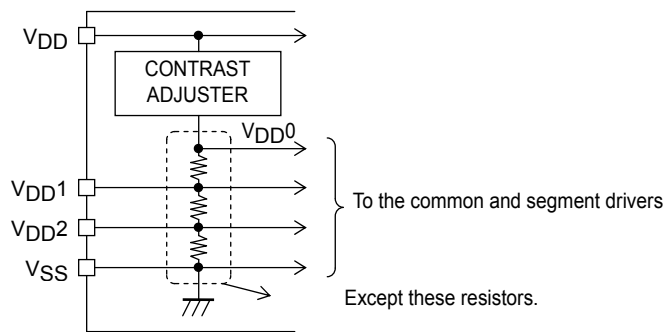 VDD
CONTRAST
ADJUSTER
VDD0
VDD1
VDD2
VSS
To the common and segment drivers
Except these resistors.